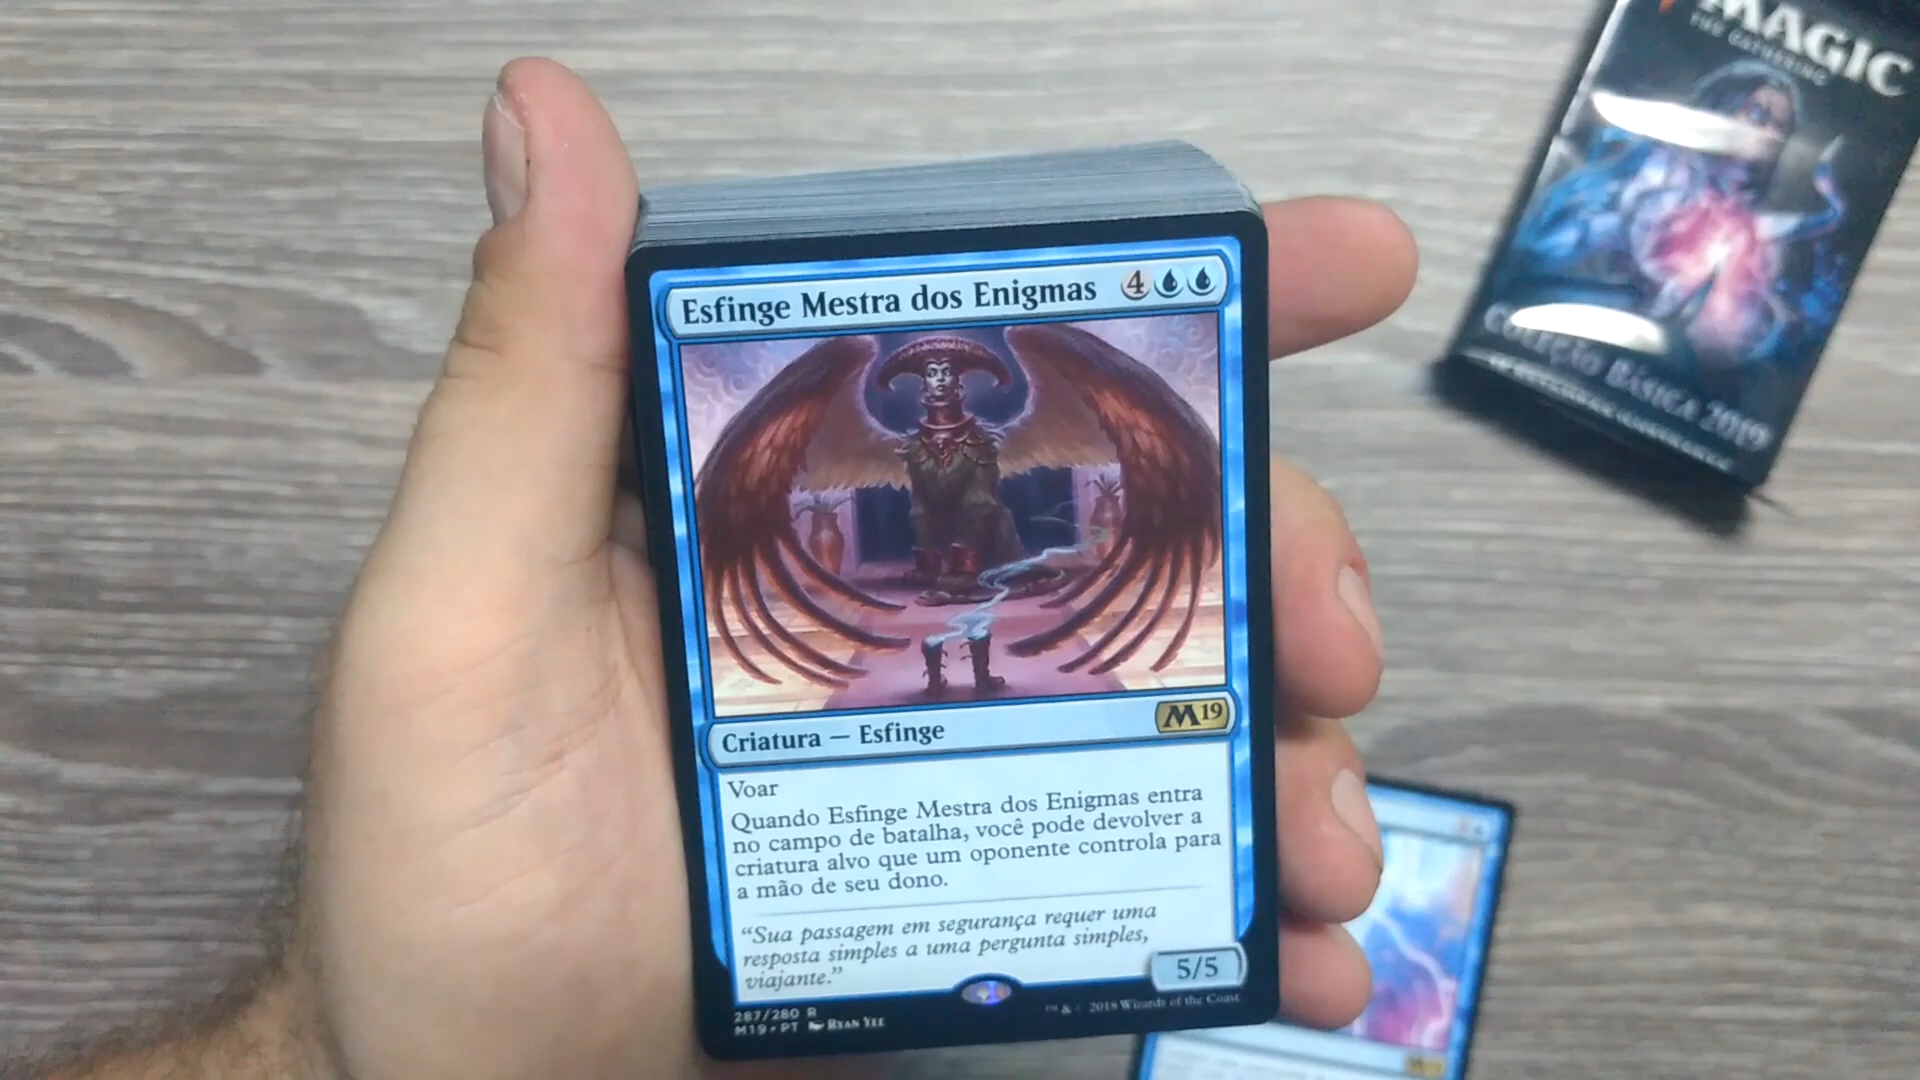 MAGIC
THE GATHERING
COLEÇÃO BÁSICA 2019
Esfinge Mestra dos Enigmas 4
Criatura — Esfinge
M19
Voar
Quando Esfinge Mestra dos Enigmas entra
no campo de batalha, você pode devolver a
criatura alvo que um oponente controla para
a mão de seu dono.
“Sua passagem em segurança requer uma
resposta simples a uma pergunta simples,
viajante.”
5/5
287/280 R
M19 • PT Ryan Yee
™ & © 2018 Wizards of the Coast